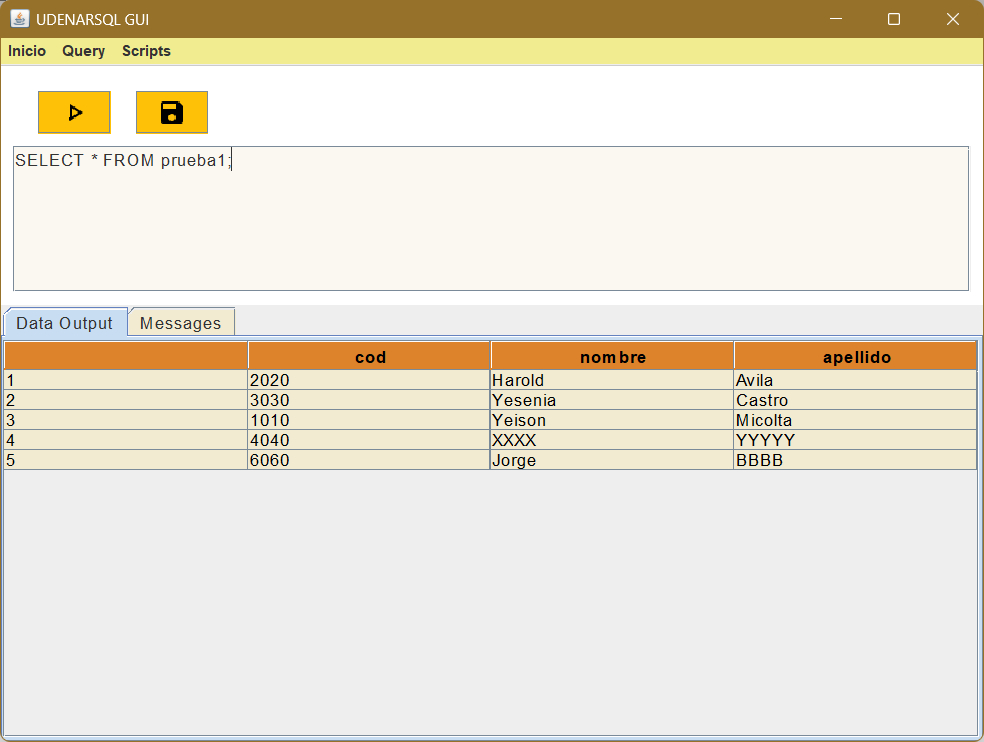 UDENARSQL GUI
Inicio Query Scripts
SELECT * FROM prueba1;
Data Output Messages
cod nombre apellido
1 2020 Harold Avila
2 3030 Yesenia Castro
3 1010 Yeison Micolta
4 4040 XXXX YYYYY
5 6060 Jorge BBBB